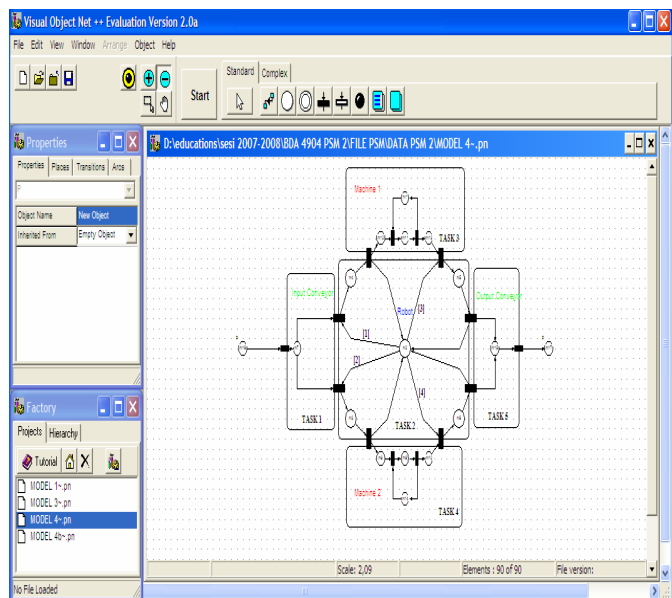 Visual Object Net ++ Evaluation Version 2.0a
File Edit View Window Arrange Object Help
Start
Standard Complex
Properties
Properties Places Transitions Arcs
Object Name New Object
Inherited From Empty Object
Factory
Projects Hierarchy
Tutorial
MODEL 1~.pn
MODEL 3~.pn
MODEL 4~.pn
MODEL 4b~.pn
No File Loaded
D:\educations\sesi 2007-2008\BDA 4904 PSM 2\FILE PSM\DATA PSM 2\MODEL 4~.pn
Machine 1
TASK 3
Input Conveyor
Output Conveyor
Robot
[3]
[1]
[2]
[4]
TASK 1
TASK 2
TASK 5
Machine 2
TASK 4
Scale: 2,09
Elements : 90 of 90
File version: